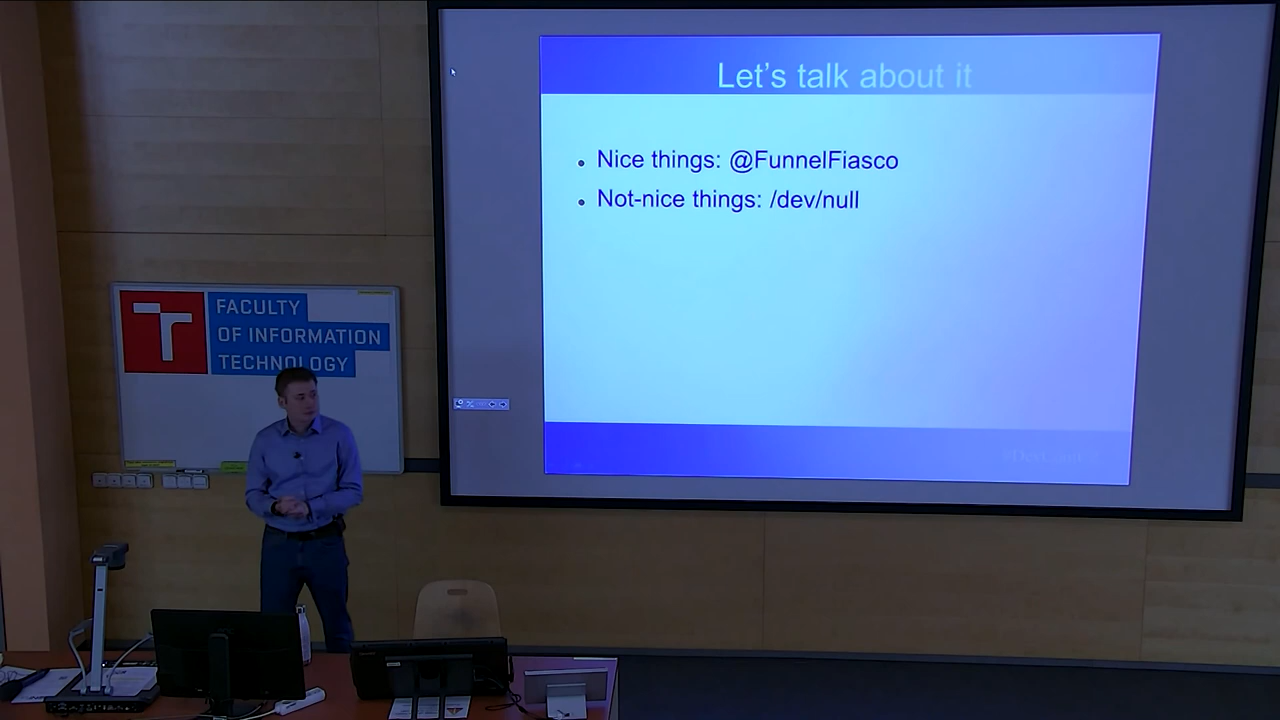 Let's talk about it
Nice things: @FunnelFiasco
Not-nice things: /dev/null
FACULTY
OF INFORMATION
TECHNOLOGY